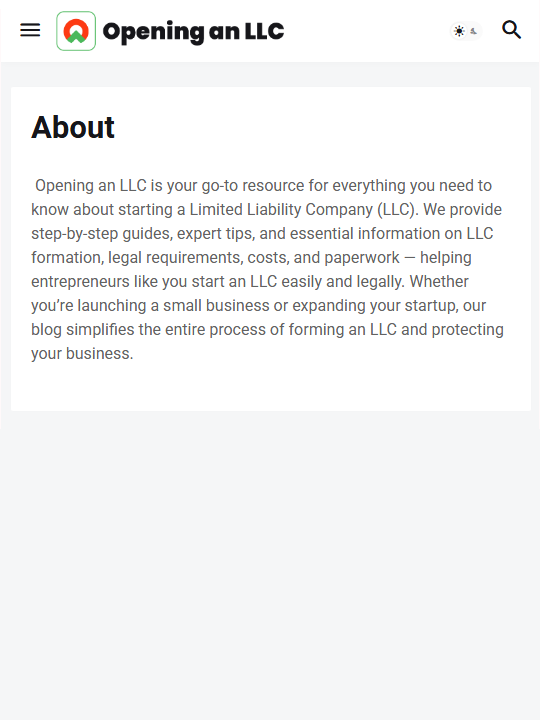 Opening an LLC
About
Opening an LLC is your go-to resource for everything you need to
know about starting a Limited Liability Company (LLC). We provide
step-by-step guides, expert tips, and essential information on LLC
formation, legal requirements, costs, and paperwork — helping
entrepreneurs like you start an LLC easily and legally. Whether
you’re launching a small business or expanding your startup, our
blog simplifies the entire process of forming an LLC and protecting
your business.